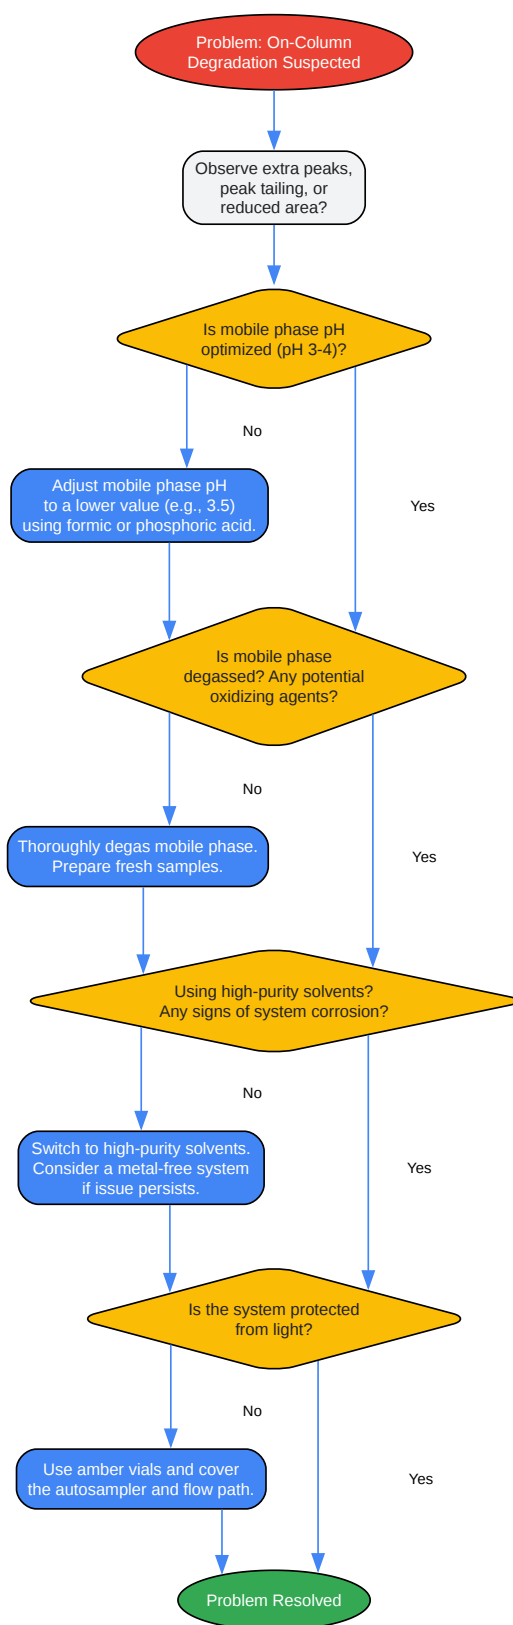 Problem: On-Column
Degradation Suspected
Observe extra peaks,
peak tailing, or
reduced area?
Is mobile phase pH
optimized (pH 3-4)?
No
Adjust mobile phase pH
to a lower value (e.g., 3.5)
using formic or phosphoric acid.
Yes
Is mobile phase
degassed? Any potential
oxidizing agents?
No
Thoroughly degas mobile phase.
Prepare fresh samples.
Yes
Using high-purity solvents?
Any signs of system corrosion?
No
Switch to high-purity solvents.
Consider a metal-free system
if issue persists.
Yes
Is the system protected
from light?
No
Use amber vials and cover
the autosampler and flow path.
Yes
Problem Resolved